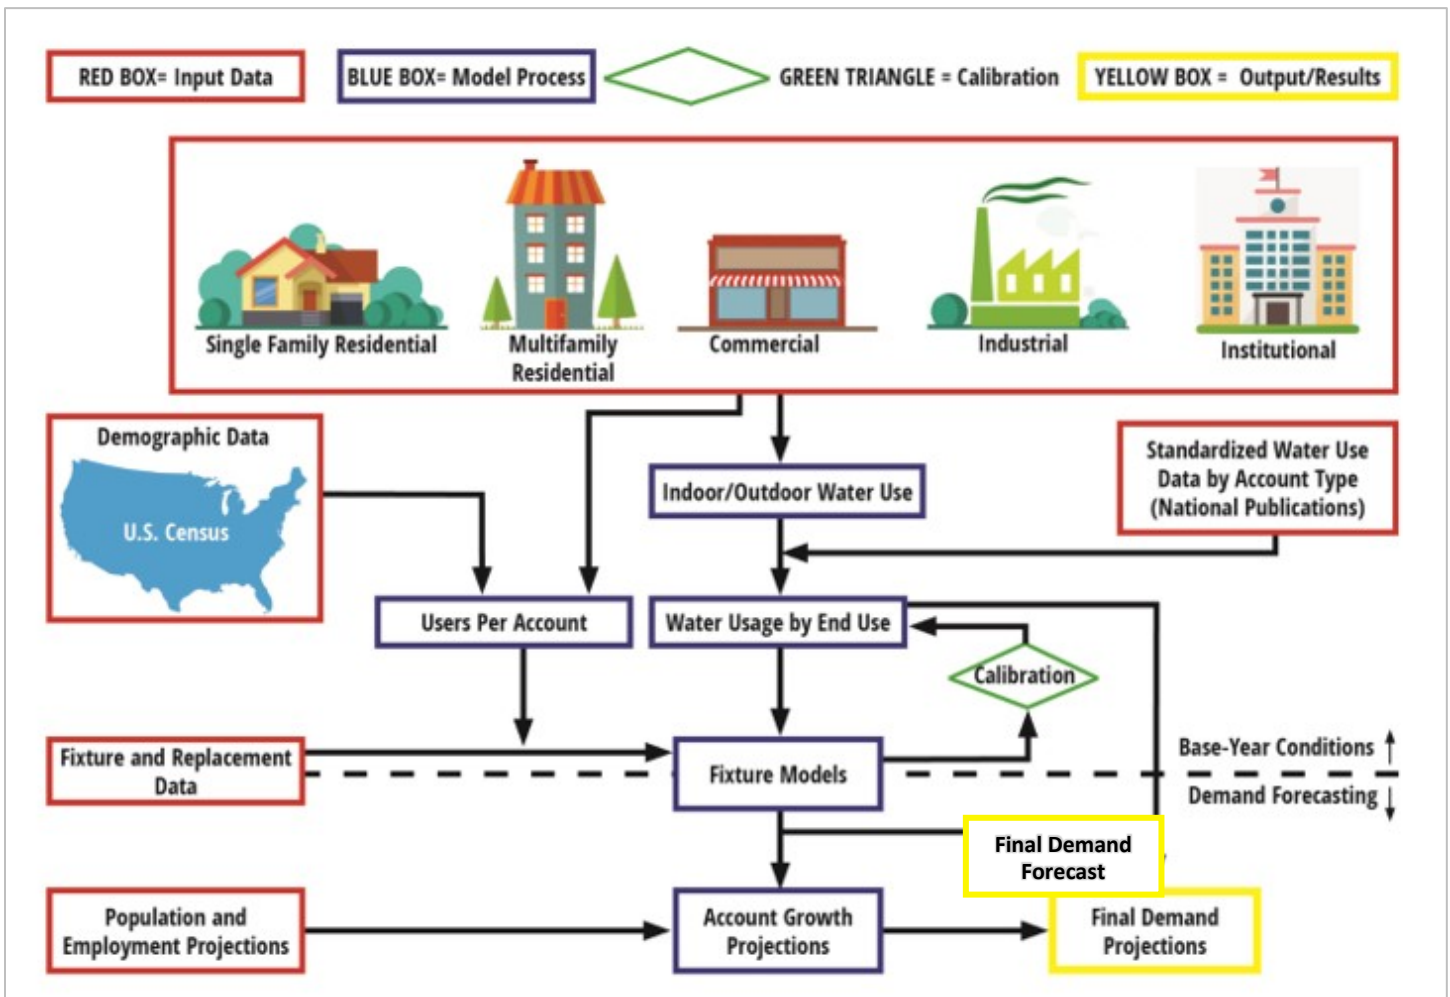 RED BOX= Input Data
BLUE BOX= Model Process
GREEN TRIANGLE = Calibration
YELLOW BOX =  Output/Results
Single Family Residential
Multifamily
Residential
Commercial
Industrial
Institutional
Demographic Data
U.S. Census
Indoor/Outdoor Water Use
Standardized Water Use
Data by Account Type
(National Publications)
Users Per Account
Water Usage by End Use
Calibration
Fixture and Replacement
Data
Fixture Models
Base-Year Conditions
Demand Forecasting
Final Demand
Forecast
Population and
Employment Projections
Account Growth
Projections
Final Demand
Projections